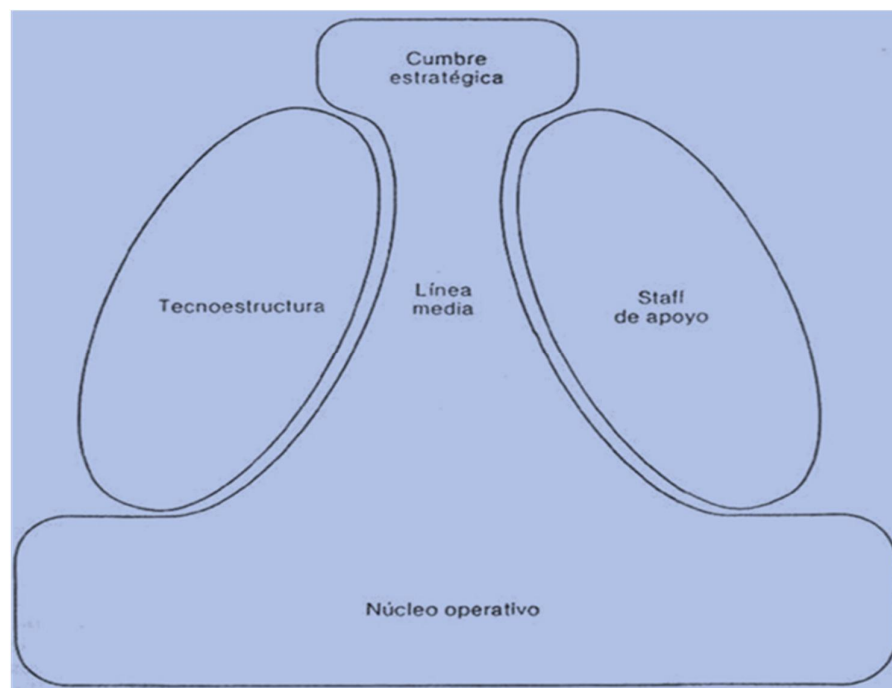 Cumbre
estratégica
Tecnoestructura
Línea
media
Staff
de apoyo
Núcleo operativo